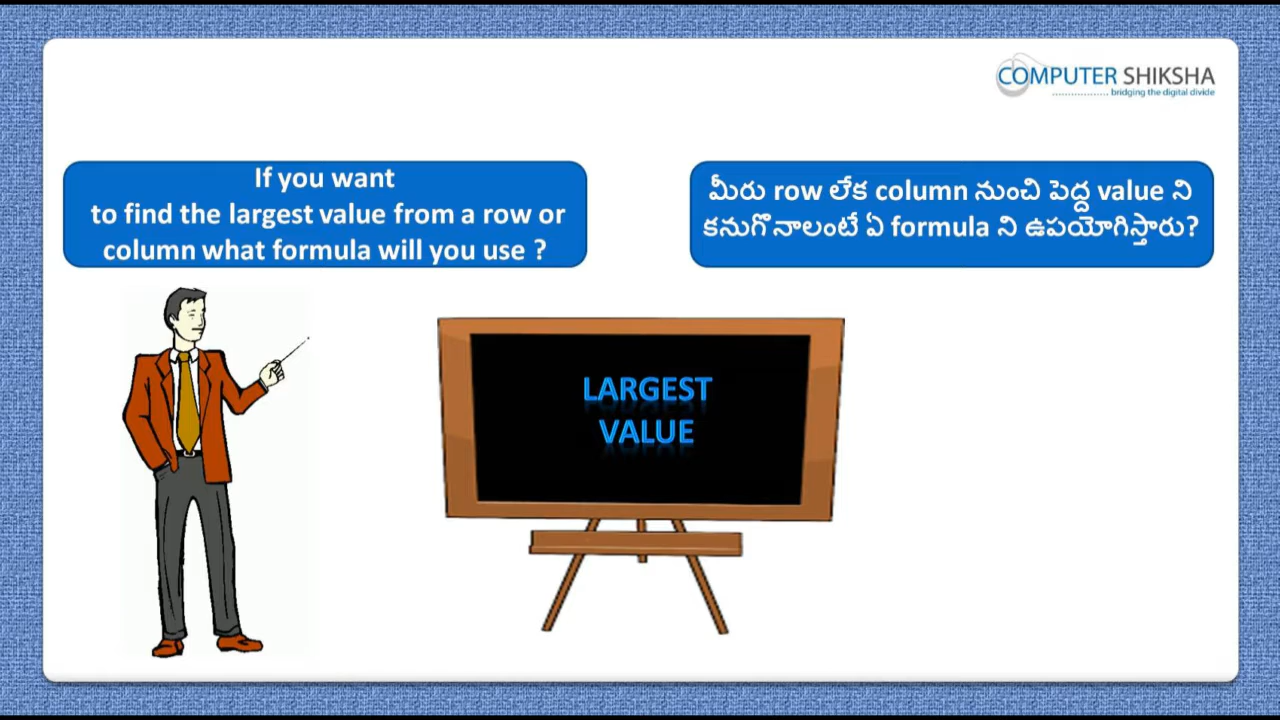 COMPUTER SHIKSHA
bridging the digital divide
If you want
to find the largest value from a row or
column what formula will you use ?
మీరు row లేక column నుంచి పెద్ద value ని
కనుగొనాలంటే ఏ formula ని ఉపయోగిస్తారు?
LARGEST
VALUE